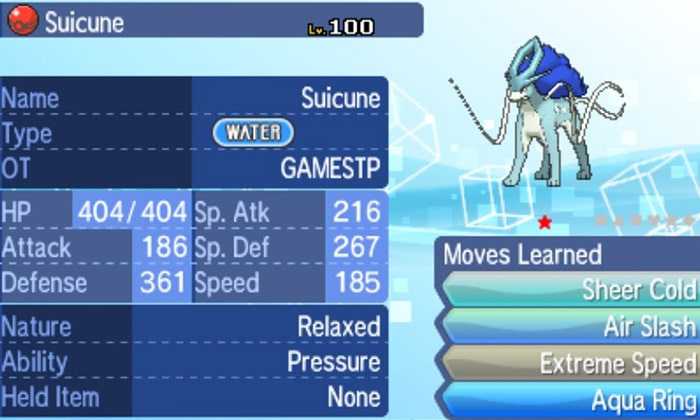 Suicune Lv.100
Name Suicune
Type WATER
OT GAMESTP
HP 404/404 Sp. Atk 216
Attack 186 Sp. Def 267
Defense 361 Speed 185
Nature Relaxed
Ability Pressure
Held Item None
Moves Learned
Sheer Cold
Air Slash
Extreme Speed
Aqua Ring